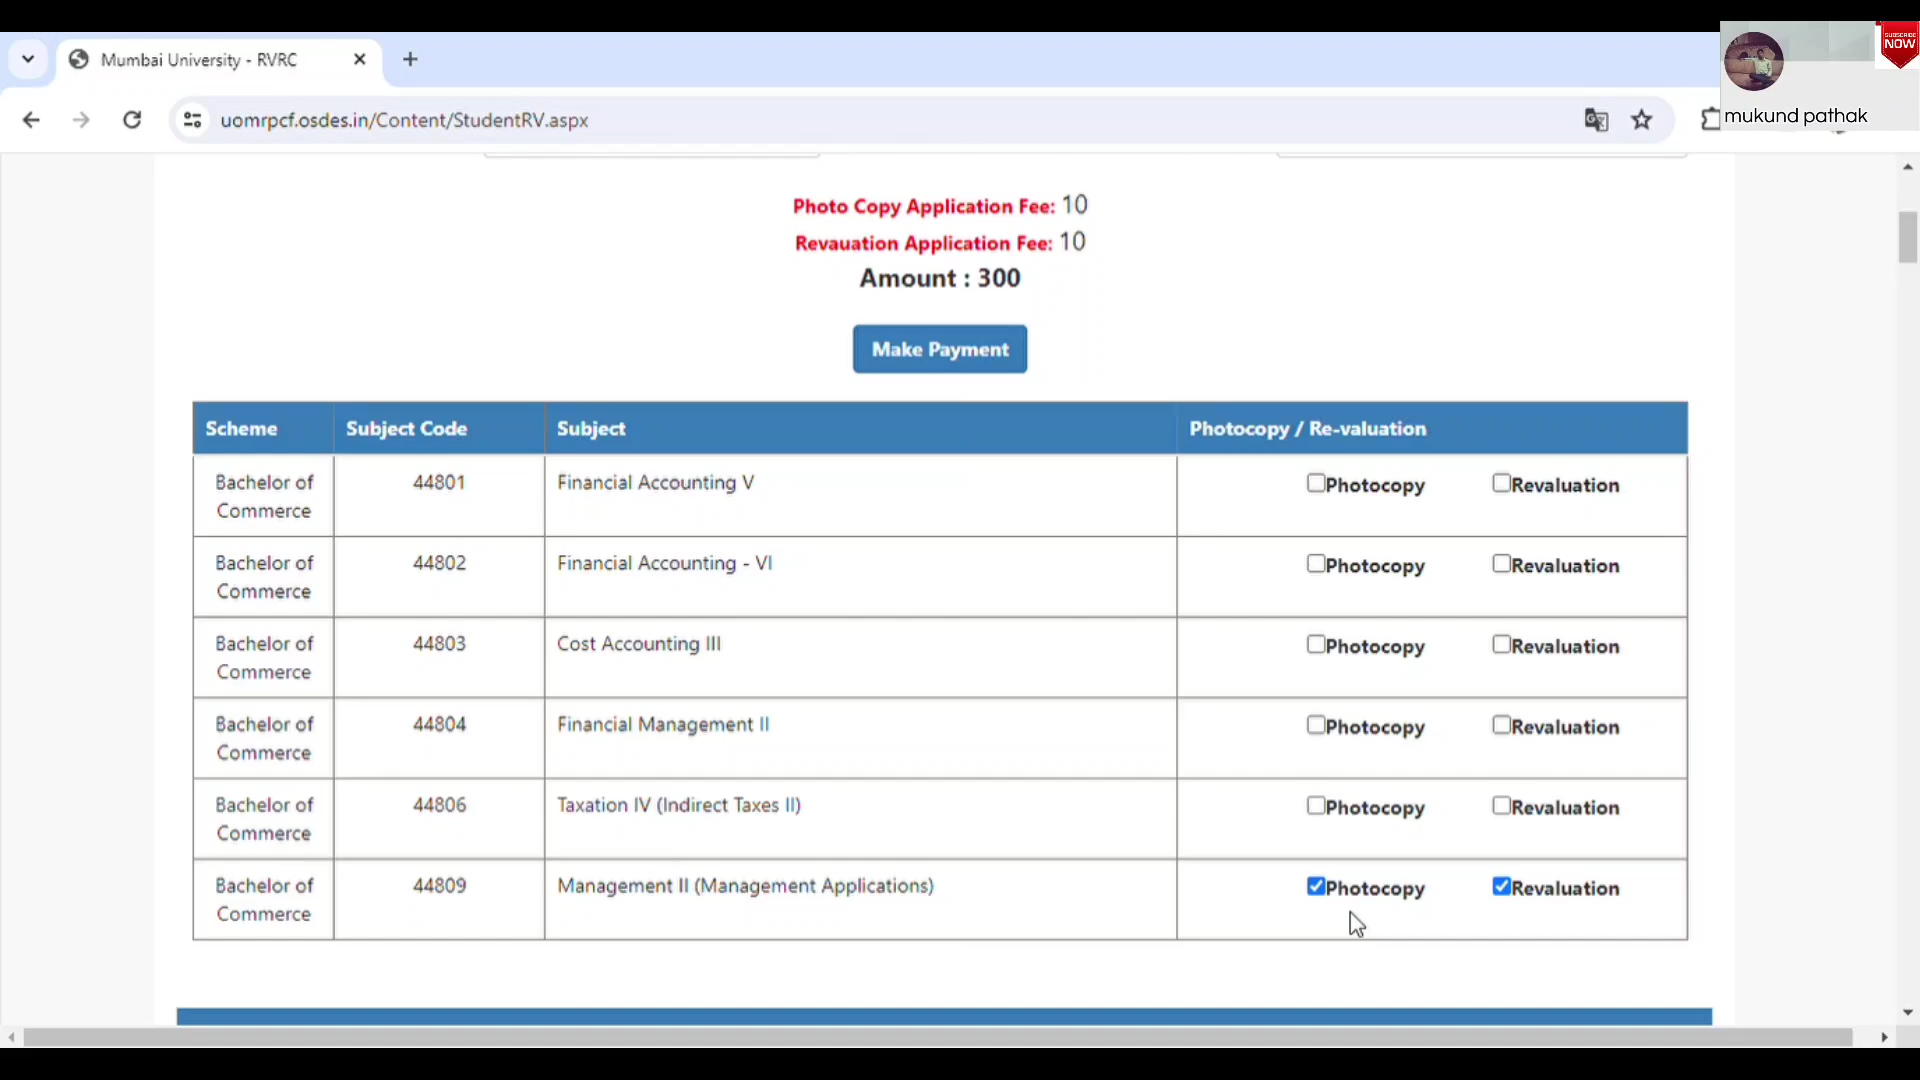 Mumbai University - RVRC
SUBSCRIBE
NOW
uomrpcf.osdes.in/Content/StudentRV.aspx
mukund pathak
Photo Copy Application Fee: 10
Revauation Application Fee: 10
Amount : 300
Make Payment
Scheme Subject Code Subject Photocopy / Re-valuation
Bachelor of Commerce 44801 Financial Accounting V Photocopy Revaluation
Bachelor of Commerce 44802 Financial Accounting - VI Photocopy Revaluation
Bachelor of Commerce 44803 Cost Accounting III Photocopy Revaluation
Bachelor of Commerce 44804 Financial Management II Photocopy Revaluation
Bachelor of Commerce 44806 Taxation IV (Indirect Taxes II) Photocopy Revaluation
Bachelor of Commerce 44809 Management II (Management Applications) Photocopy Revaluation